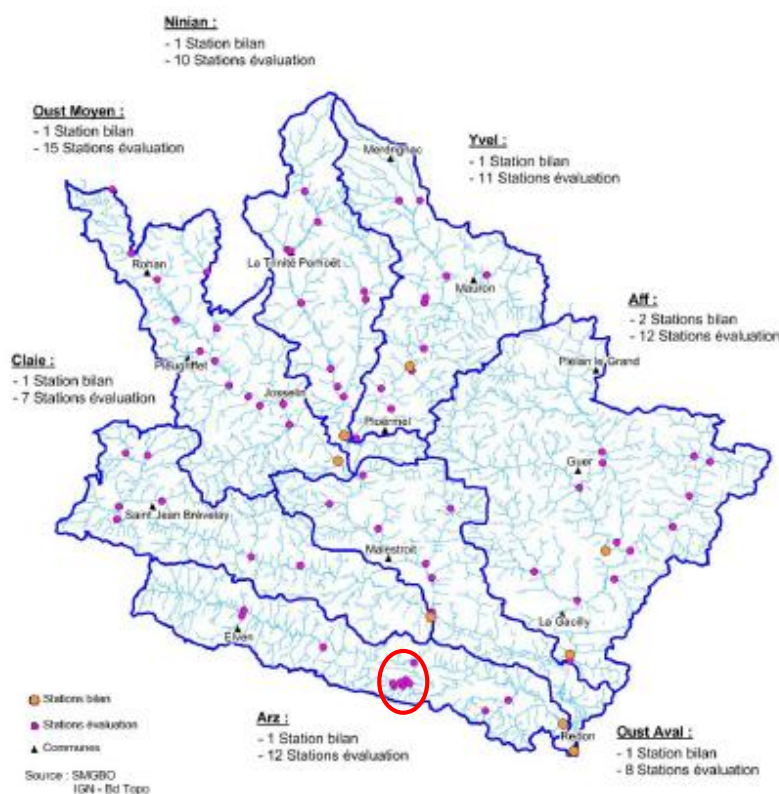 Ninian :
- 1 Station bilan
- 10 Stations évaluation
Oust Moyen :
- 1 Station bilan
- 15 Stations évaluation
Yvel :
- 1 Station bilan
- 11 Stations évaluation
Merdrignac
Rohan
La Trinité Porhoët
Mauron
Aff :
- 2 Stations bilan
- 12 Stations évaluation
Claie :
- 1 Station bilan
- 7 Stations évaluation
Pleugriffet
Plelan le Grand
Josselin
Ploërmel
Guer
Saint Jean Brévelay
Malestroit
La Gacilly
Elven
Stations bilan
Stations évaluation
Communes
Arz :
- 1 Station bilan
- 12 Stations évaluation
Redon
Oust Aval :
- 1 Station bilan
- 8 Stations évaluation
Source : SMGBO
IGN - Bd Topo